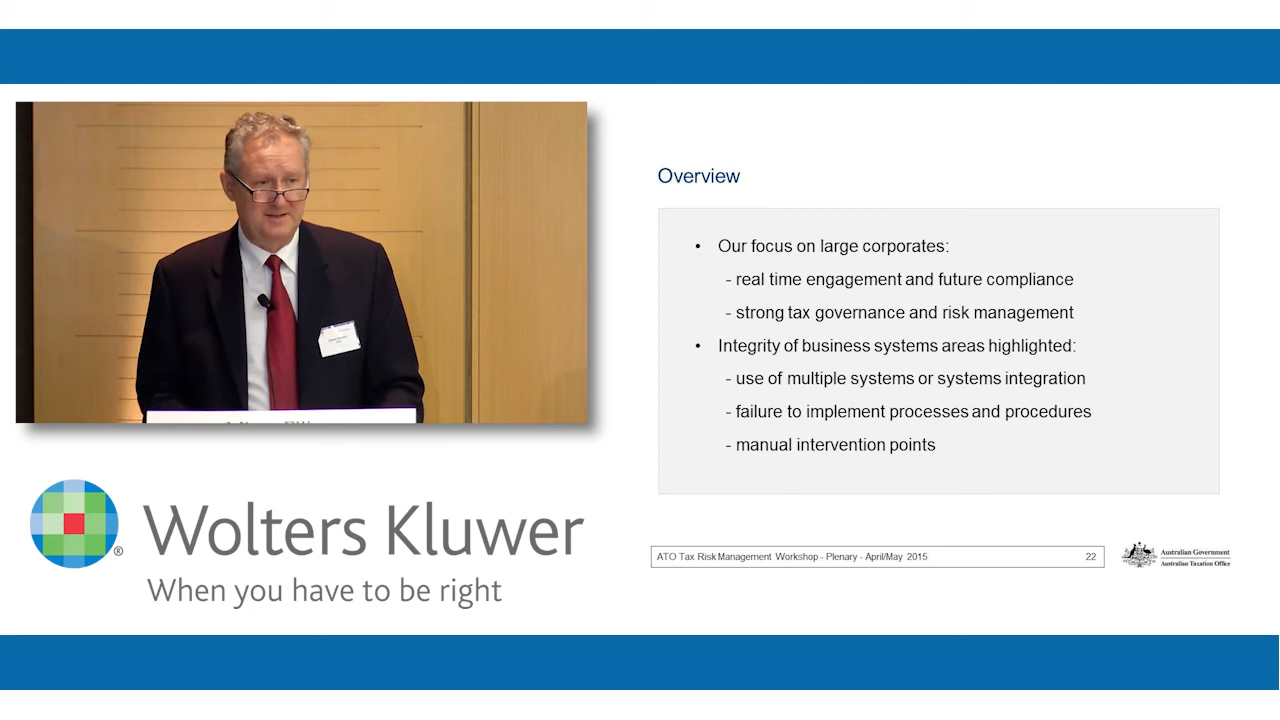 Overview
• Our focus on large corporates:
- real time engagement and future compliance
- strong tax governance and risk management
• Integrity of business systems areas highlighted:
- use of multiple systems or systems integration
- failure to implement processes and procedures
- manual intervention points
Wolters Kluwer
®
When you have to be right
ATO Tax Risk Management Workshop - Plenary - April/May 2015 22
Australian Government
Australian Taxation Office